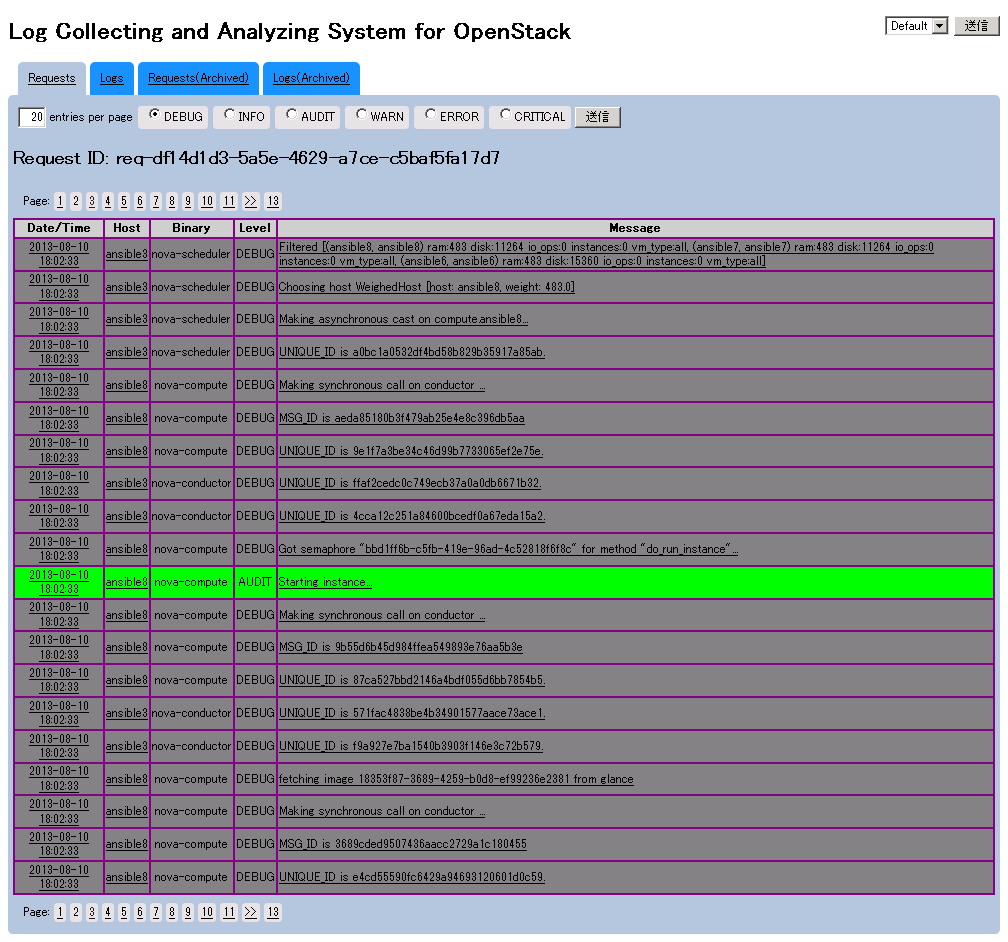 Log Collecting and Analyzing System for OpenStack
Default 送信
Requests Logs Requests(Archived) Logs(Archived)
20 entries per page DEBUG INFO AUDIT WARN ERROR CRITICAL 送信
Request ID: req-df14d1d3-5a5e-4629-a7ce-c5baf5fa17d7
Page: 1 2 3 4 5 6 7 8 9 10 11 >> 13
Date/Time Host Binary Level Message
2013-08-10 18:02:33 ansible3 nova-scheduler DEBUG Filtered [(ansible8, ansible8) ram:483 disk:11264 io_ops:0 instances:0 vm_type:all, (ansible7, ansible7) ram:483 disk:11264 io_ops:0
instances:0 vm_type:all, (ansible6, ansible6) ram:483 disk:15360 io_ops:0 instances:0 vm_type:all]
2013-08-10 18:02:33 ansible3 nova-scheduler DEBUG Choosing host WeighedHost [host: ansible8, weight: 483.0]
2013-08-10 18:02:33 ansible3 nova-scheduler DEBUG Making asynchronous cast on compute.ansible8...
2013-08-10 18:02:33 ansible3 nova-scheduler DEBUG UNIQUE_ID is a0bc1a0532df4bd58b829b35917a85ab.
2013-08-10 18:02:33 ansible8 nova-compute DEBUG Making synchronous call on conductor ...
2013-08-10 18:02:33 ansible8 nova-compute DEBUG MSG_ID is aeda85180b3f479ab25e4e8c396db5aa
2013-08-10 18:02:33 ansible8 nova-compute DEBUG UNIQUE_ID is 9e1f7a3be34c46d99b7733065ef2e75e.
2013-08-10 18:02:33 ansible3 nova-conductor DEBUG UNIQUE_ID is ffaf2cedc0c749ecb37a0a0db6671b32.
2013-08-10 18:02:33 ansible3 nova-conductor DEBUG UNIQUE_ID is 4cca12c251a84600bcedf0a67eda15a2.
2013-08-10 18:02:33 ansible8 nova-compute DEBUG Got semaphore "bbd1ff6b-c5fb-419e-96ad-4c52818f6f8c" for method "do_run_instance"...
2013-08-10 18:02:33 ansible8 nova-compute AUDIT Starting instance...
2013-08-10 18:02:33 ansible8 nova-compute DEBUG Making synchronous call on conductor ...
2013-08-10 18:02:33 ansible8 nova-compute DEBUG MSG_ID is 9b55d6b45d984ffea549893e76aa5b3e
2013-08-10 18:02:33 ansible8 nova-compute DEBUG UNIQUE_ID is 87ca527bbd2146a4bdf055d6bb7854b5.
2013-08-10 18:02:33 ansible3 nova-conductor DEBUG UNIQUE_ID is 571fac4838be4b34901577aace73ace1.
2013-08-10 18:02:33 ansible3 nova-conductor DEBUG UNIQUE_ID is f9a927e7ba1540b3903f146e3c72b579.
2013-08-10 18:02:33 ansible8 nova-compute DEBUG fetching image 18353f87-3689-4259-b0d8-ef99236e2381 from glance
2013-08-10 18:02:33 ansible8 nova-compute DEBUG Making synchronous call on conductor ...
2013-08-10 18:02:33 ansible8 nova-compute DEBUG MSG_ID is 3689cded9507436aacc2729a1c180455
2013-08-10 18:02:33 ansible8 nova-compute DEBUG UNIQUE_ID is e4cd55590fc6429a94693120601d0c59.
Page: 1 2 3 4 5 6 7 8 9 10 11 >> 13